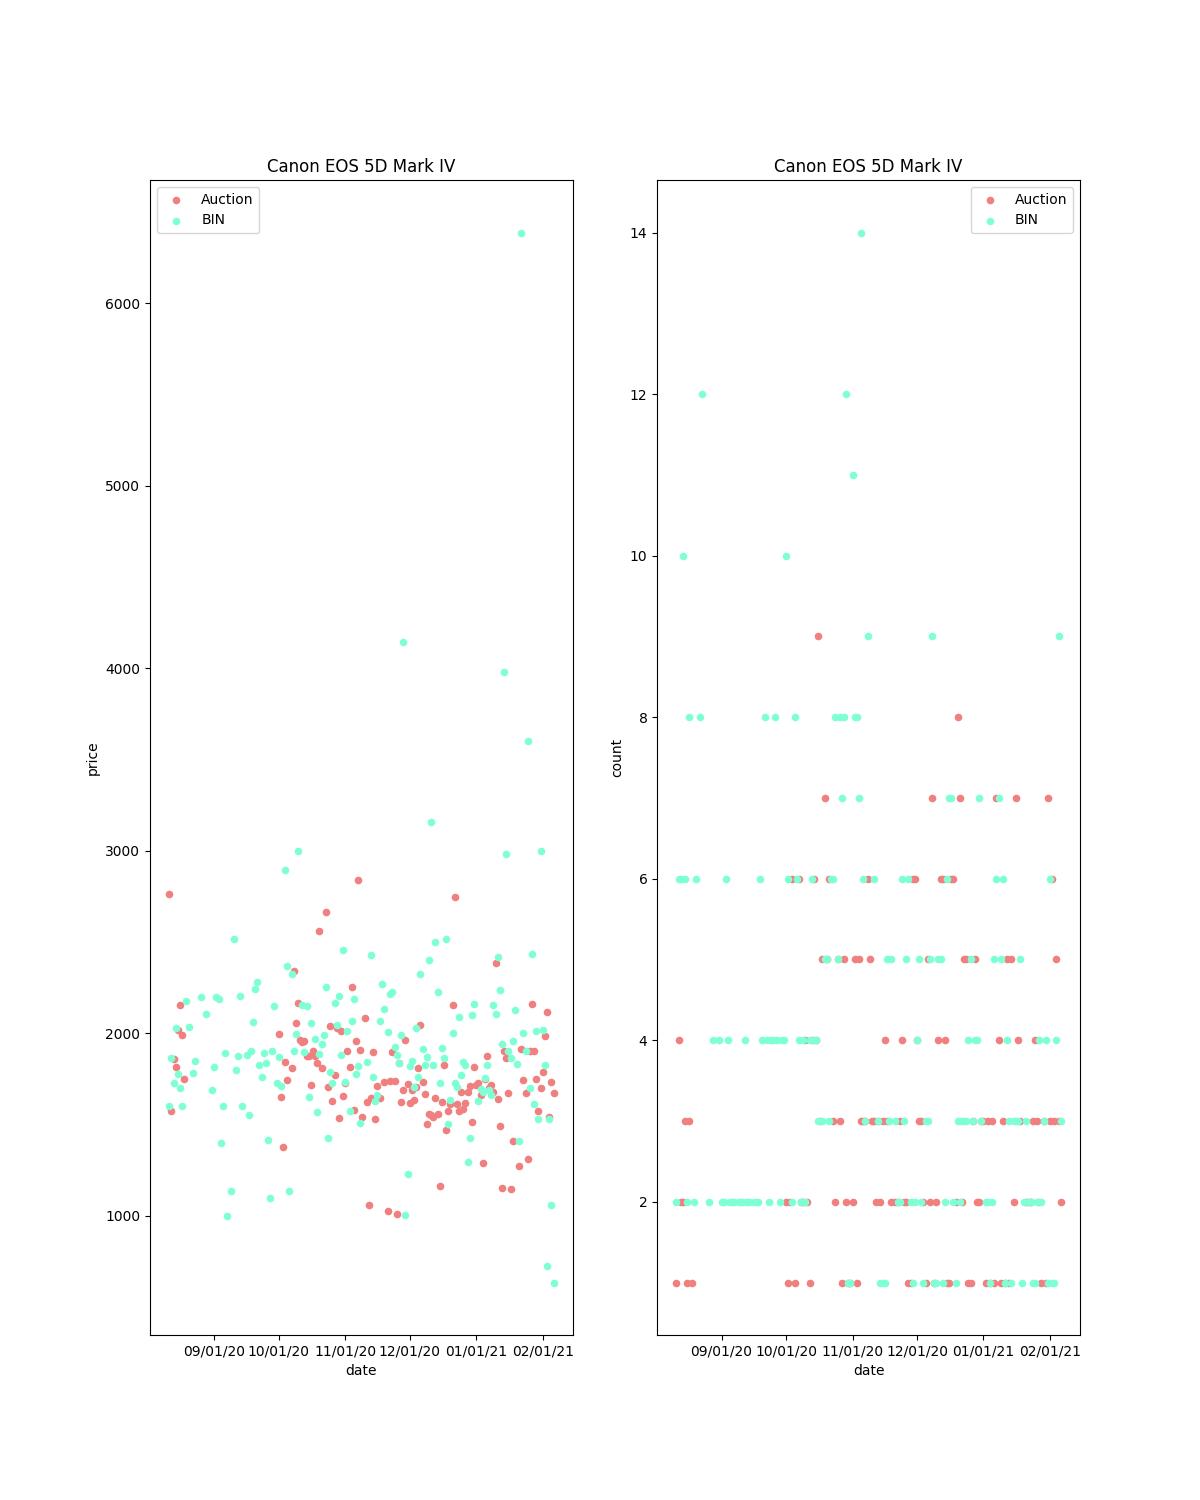 Canon EOS 5D Mark IV
Auction
BIN
6000
5000
4000
3000
2000
1000
price
09/01/20 10/01/20 11/01/20 12/01/20 01/01/21 02/01/21
date
Canon EOS 5D Mark IV
Auction
BIN
14
12
10
8
6
4
2
count
09/01/20 10/01/20 11/01/20 12/01/20 01/01/21 02/01/21
date